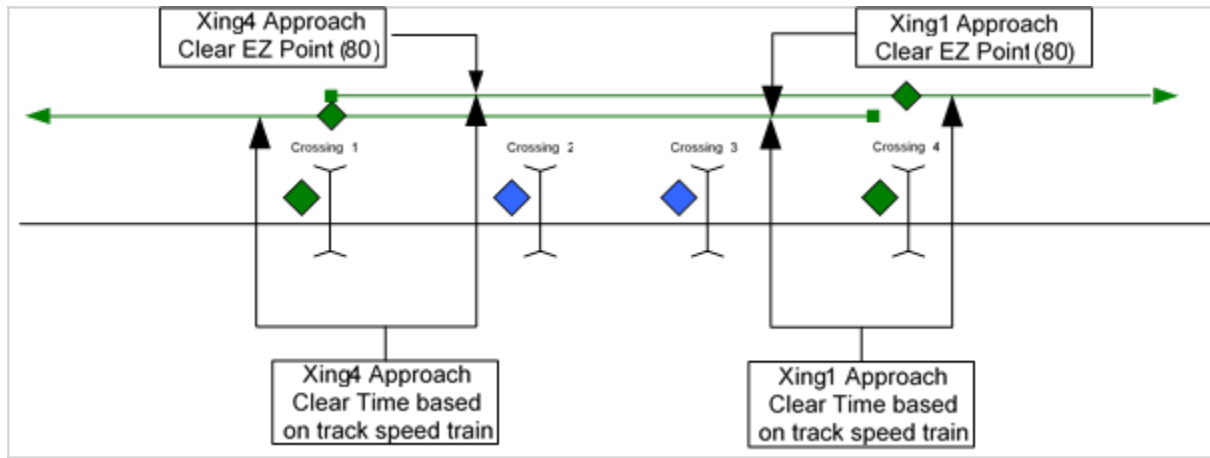 Xing4 Approach
Clear EZ Point (80)
Xing1 Approach
Clear EZ Point (80)
Crossing 1
Crossing 2
Crossing 3
Crossing 4
Xing4 Approach
Clear Time based
on track speed train
Xing1 Approach
Clear Time based
on track speed train